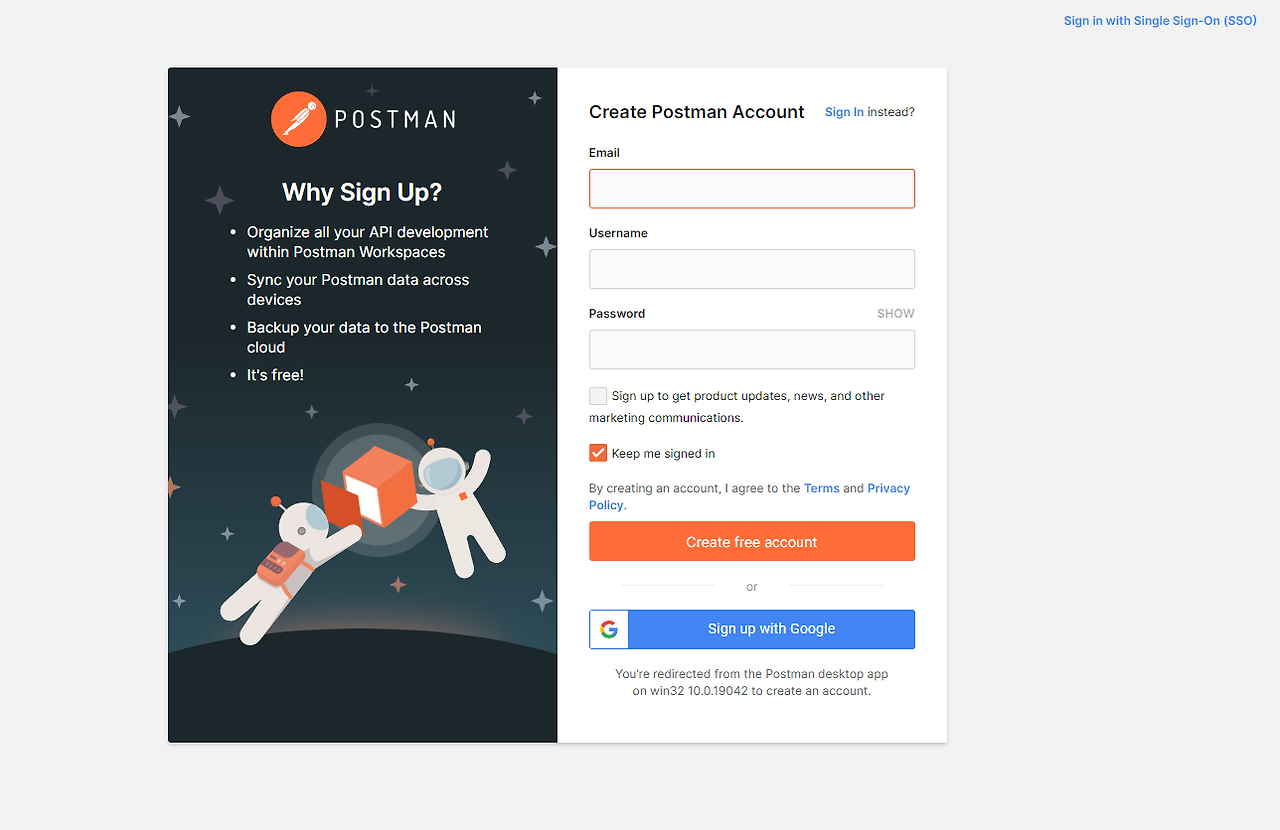 Sign in with Single Sign-On (SSO)
POSTMAN
Why Sign Up?
• Organize all your API development
within Postman Workspaces
• Sync your Postman data across
devices
• Backup your data to the Postman
cloud
• It's free!
Create Postman Account
Sign In instead?
Email
Username
Password
SHOW
Sign up to get product updates, news, and other
marketing communications.
Keep me signed in
By creating an account, I agree to the Terms and Privacy
Policy.
Create free account
or
Sign up with Google
You're redirected from the Postman desktop app
on win32 10.0.19042 to create an account.